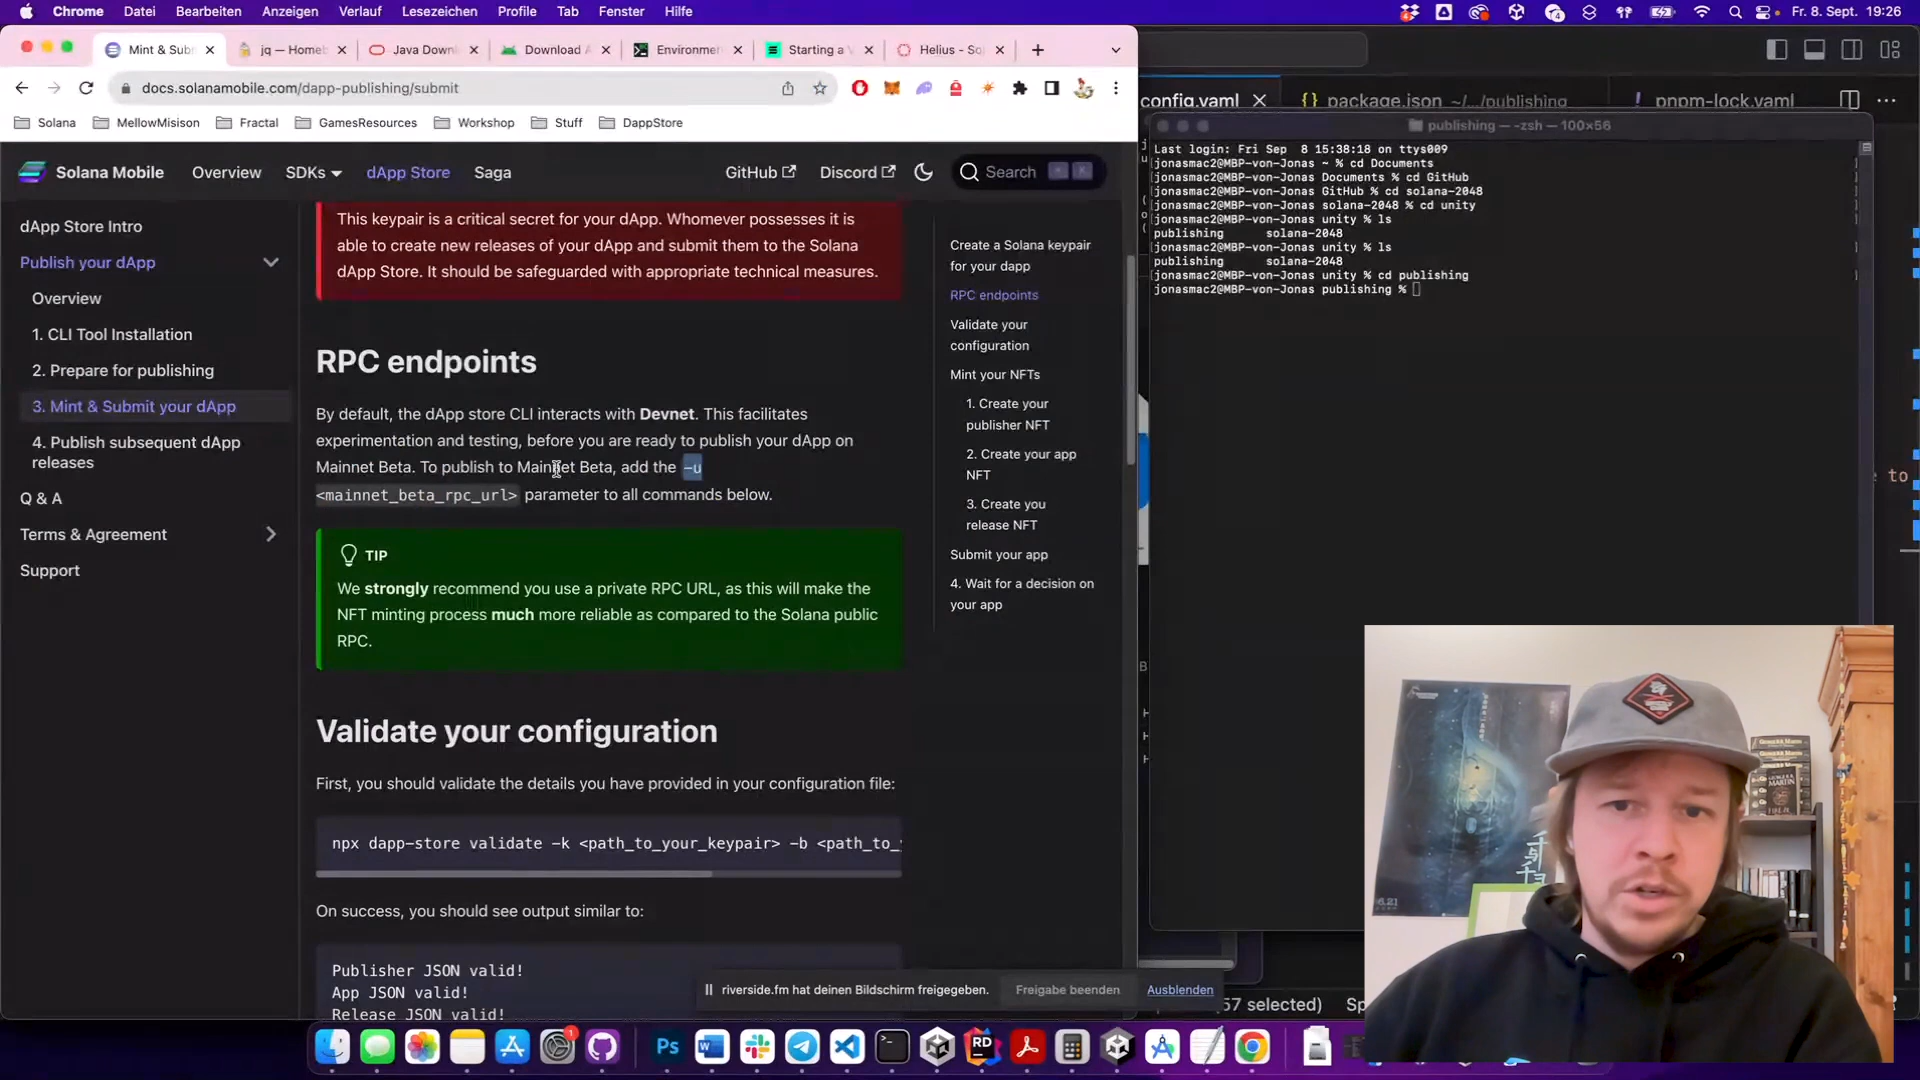 Chrome Datei Bearbeiten Anzeigen Verlauf Lesezeichen Profile Tab Fenster Hilfe
Fr. 8. Sept. 19:26
Mint & Sub
jq — Homeb
Java Down
Download A
Environmen
Starting a V
Helius - So
docs.solanamobile.com/dapp-publishing/submit
Solana
MellowMisison
Fractal
GamesResources
Workshop
Stuff
DappStore
Solana Mobile
Overview
SDKs
dApp Store
Saga
GitHub
Discord
Search
dApp Store Intro
Publish your dApp
Overview
1. CLI Tool Installation
2. Prepare for publishing
3. Mint & Submit your dApp
4. Publish subsequent dApp
releases
Q & A
Terms & Agreement
Support
This keypair is a critical secret for your dApp. Whomever possesses it is
able to create new releases of your dApp and submit them to the Solana
dApp Store. It should be safeguarded with appropriate technical measures.
RPC endpoints
By default, the dApp store CLI interacts with Devnet. This facilitates
experimentation and testing, before you are ready to publish your dApp on
Mainnet Beta. To publish to Mainnet Beta, add the -u
<mainnet_beta_rpc_url> parameter to all commands below.
TIP
We strongly recommend you use a private RPC URL, as this will make the
NFT minting process much more reliable as compared to the Solana public
RPC.
Validate your configuration
First, you should validate the details you have provided in your configuration file:
npx dapp-store validate -k <path_to_your_keypair> -b <path_to_y
On success, you should see output similar to:
Publisher JSON valid!
App JSON valid!
Release JSON valid!
Create a Solana keypair
for your dapp
RPC endpoints
Validate your
configuration
Mint your NFTs
1. Create your
publisher NFT
2. Create your app
NFT
3. Create you
release NFT
Submit your app
4. Wait for a decision on
your app
riverside.fm hat deinen Bildschirm freigegeben.
Freigabe beenden
Ausblenden
config.yaml
package.json ~/.../publishing
pnpm-lock.yaml
publishing — -zsh — 100×56
Last login: Fri Sep  8 15:38:18 on ttys009
jonasmac2@MBP-von-Jonas ~ % cd Documents
jonasmac2@MBP-von-Jonas Documents % cd GitHub
jonasmac2@MBP-von-Jonas GitHub % cd solana-2048
jonasmac2@MBP-von-Jonas solana-2048 % cd unity
jonasmac2@MBP-von-Jonas unity % ls
publishing      solana-2048
jonasmac2@MBP-von-Jonas unity % ls
publishing      solana-2048
jonasmac2@MBP-von-Jonas unity % cd publishing
jonasmac2@MBP-von-Jonas publishing %
to
57 selected)